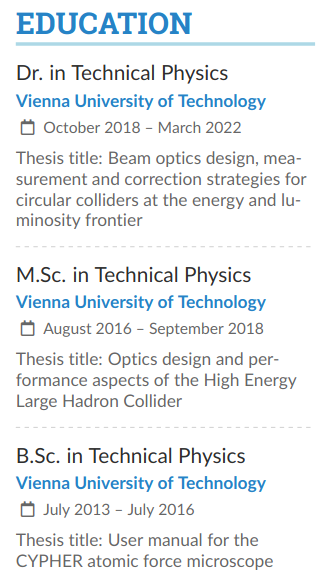 EDUCATION
Dr. in Technical Physics
Vienna University of Technology
October 2018 – March 2022
Thesis title: Beam optics design, mea-
surement and correction strategies for
circular colliders at the energy and lu-
minosity frontier
M.Sc. in Technical Physics
Vienna University of Technology
August 2016 – September 2018
Thesis title: Optics design and per-
formance aspects of the High Energy
Large Hadron Collider
B.Sc. in Technical Physics
Vienna University of Technology
July 2013 – July 2016
Thesis title: User manual for the
CYPHER atomic force microscope